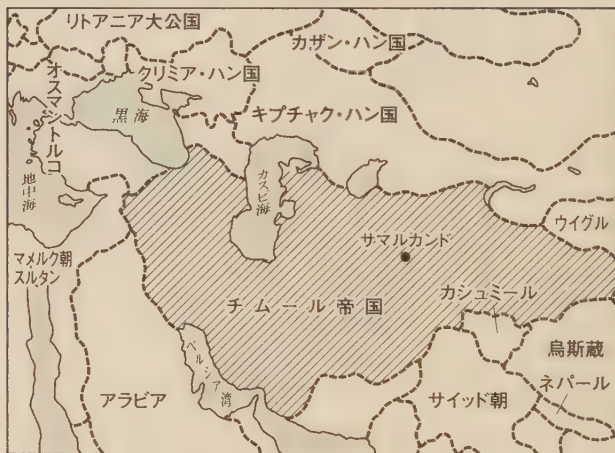 リトアニア大公国
カザン・ハン国
クリミア・ハン国
オスマン・トルコ
黒海
キプチャク・ハン国
カスピ海
地中海
ウイグル
サマルカンド
マメルク朝
スルタン
カシュミール
チムール帝国
烏斯蔵
ペルシア湾
ネパール
アラビア
サイッド朝